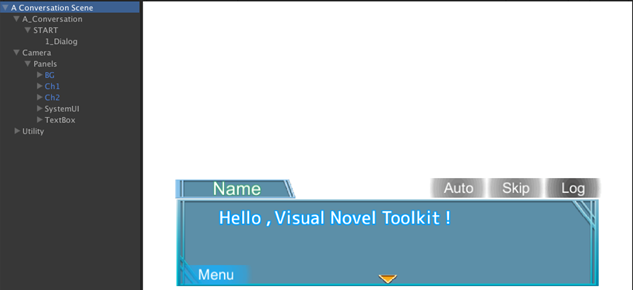 A Conversation Scene
A_Conversation
START
1_Dialog
Camera
Panels
BG
Ch1
Ch2
SystemUI
TextBox
Utility
Name
Auto
Skip
Log
Hello , Visual Novel Toolkit !
Menu